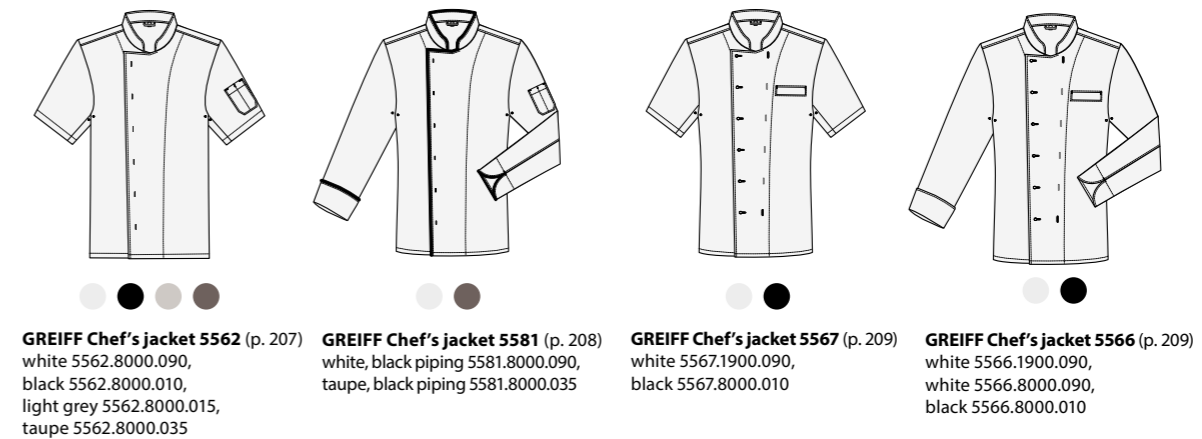 GREIFF Chef’s jacket 5562 (p. 207)
white 5562.8000.090,
black 5562.8000.010,
light grey 5562.8000.015,
taupe 5562.8000.035
GREIFF Chef’s jacket 5581 (p. 208)
white, black piping 5581.8000.090,
taupe, black piping 5581.8000.035
GREIFF Chef’s jacket 5567 (p. 209)
white 5567.1900.090,
black 5567.8000.010
GREIFF Chef’s jacket 5566 (p. 209)
white 5566.1900.090,
white 5566.8000.090,
black 5566.8000.010